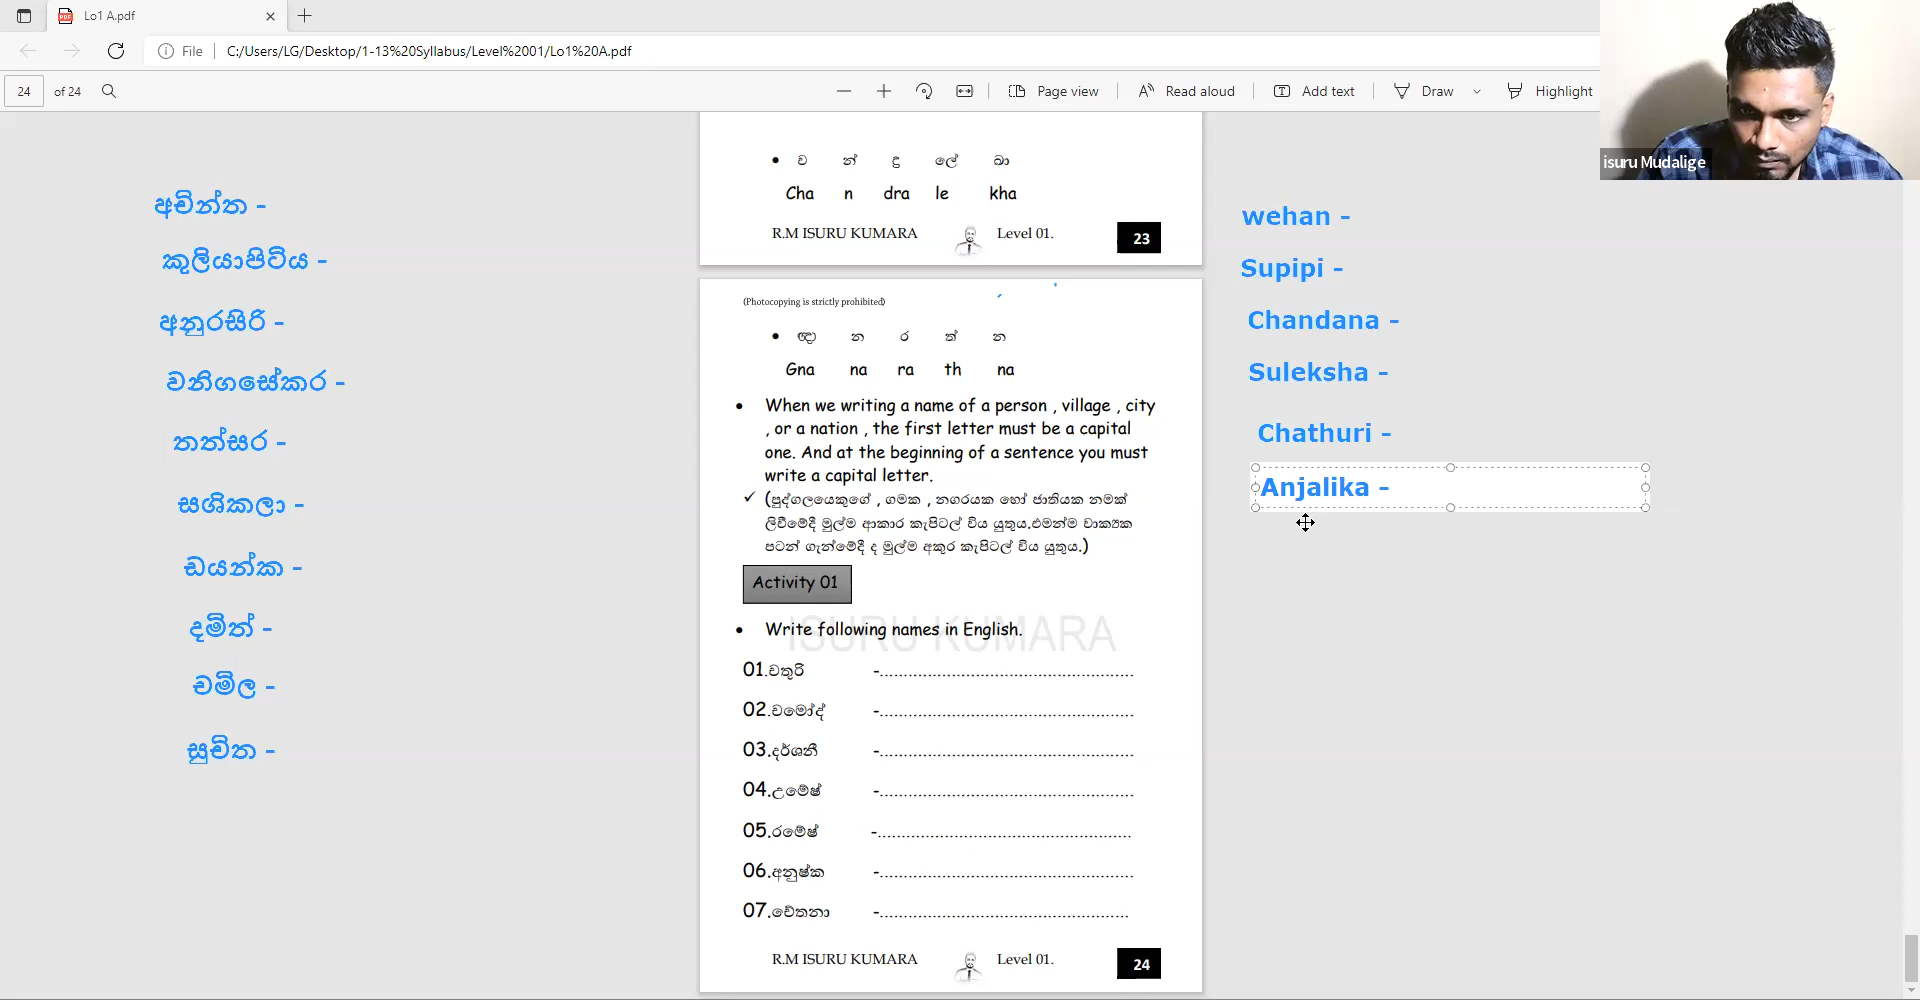 Lo1 A.pdf
File
C:/Users/LG/Desktop/1-13%20Syllabus/Level%2001/Lo1%20A.pdf
24 of 24
Page view
Read aloud
Add text
Draw
Highlight
isuru Mudalige
අචින්ත -
කුලියාපිටිය -
අනුරසිරි -
වනිගසේකර -
තත්සර -
සශිකලා -
ඩයන්ක -
දමිත් -
චමිල -
සුචිත -
• ච න් ද්‍ර ලේ ඛා
Cha n dra le kha
R.M ISURU KUMARA Level 01. 23
(Photocopying is strictly prohibited)
• ඥා න ර ත් න
Gna na ra th na
• When we writing a name of a person , village , city
, or a nation , the first letter must be a capital
one. And at the beginning of a sentence you must
write a capital letter.
✓ (පුද්ගලයෙකුගේ , ගමක , නගරයක හෝ ජාතියක නමක්
ලිවීමේදී මුල්ම ආකාර කැපිටල් විය යුතුය.එමන්ම වාක්‍යක
පටන් ගැන්මේදී ද මුල්ම අකුර කැපිටල් විය යුතුය.)
Activity 01
ISURU KUMARA
• Write following names in English.
01.චතුරි -....................................................
02.චමෝද් -....................................................
03.දර්ශනී -....................................................
04.උමේෂ් -....................................................
05.රමේෂ් -....................................................
06.අනුෂ්ක -....................................................
07.චේතනා -...................................................
R.M ISURU KUMARA Level 01. 24
wehan -
Supipi -
Chandana -
Suleksha -
Chathuri -
Anjalika -